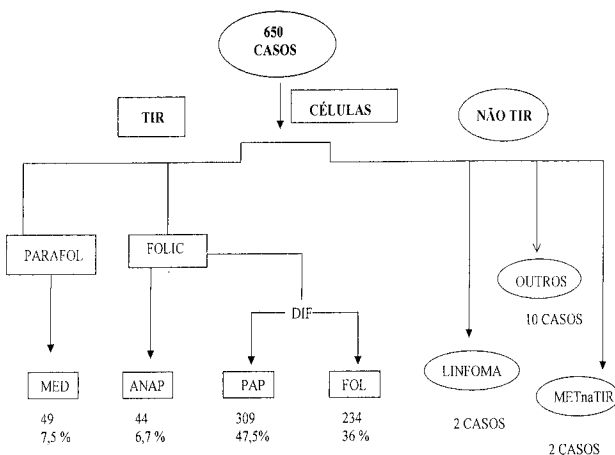 650
CASOS
TIR
CÉLULAS
NÃO TIR
PARAFOL
FOLIC
OUTROS
10 CASOS
DIF
MED
ANAP
PAP
FOL
LINFOMA
METnaTIR
49
44
309
234
7,5 %
6,7 %
47,5%
36 %
2 CASOS
2 CASOS